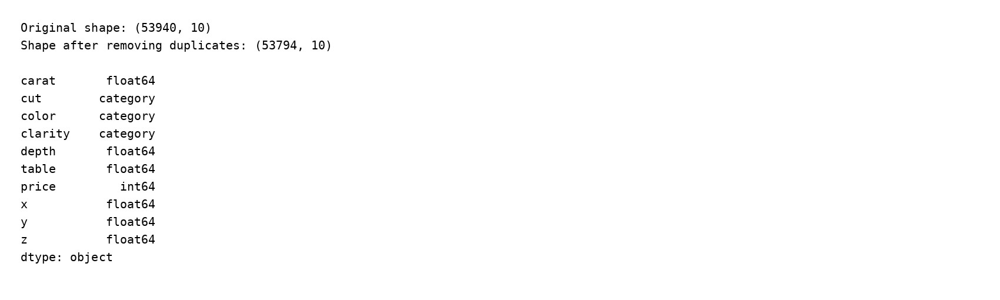 Original shape: (53940, 10)
Shape after removing duplicates: (53794, 10)

carat       float64
cut        category
color      category
clarity    category
depth       float64
table       float64
price         int64
x           float64
y           float64
z           float64
dtype: object